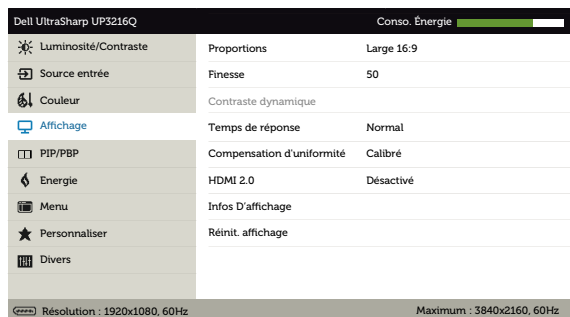 Dell UltraSharp UP3216Q Conso. Énergie
Luminosité/Contraste
Source entrée
Couleur
Affichage
PIP/PBP
Energie
Menu
Personnaliser
Divers
Proportions Large 16:9
Finesse 50
Contraste dynamique
Temps de réponse Normal
Compensation d'uniformité Calibré
HDMI 2.0 Désactivé
Infos D'affichage
Réinit. affichage
Résolution : 1920x1080, 60Hz Maximum : 3840x2160, 60Hz